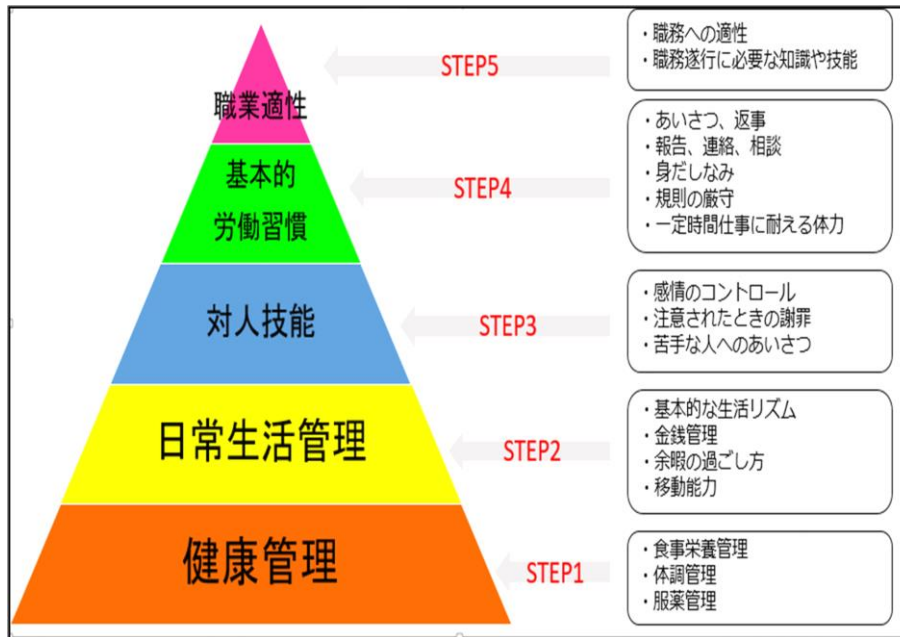 職業適性
STEP5
・職務への適性
・職務遂行に必要な知識や技能
基本的
労働習慣
STEP4
・あいさつ、返事
・報告、連絡、相談
・身だしなみ
・規則の厳守
・一定時間仕事に耐える体力
対人技能
STEP3
・感情のコントロール
・注意されたときの謝罪
・苦手な人へのあいさつ
日常生活管理
STEP2
・基本的な生活リズム
・金銭管理
・余暇の過ごし方
・移動能力
健康管理
STEP1
・食事栄養管理
・体調管理
・服薬管理